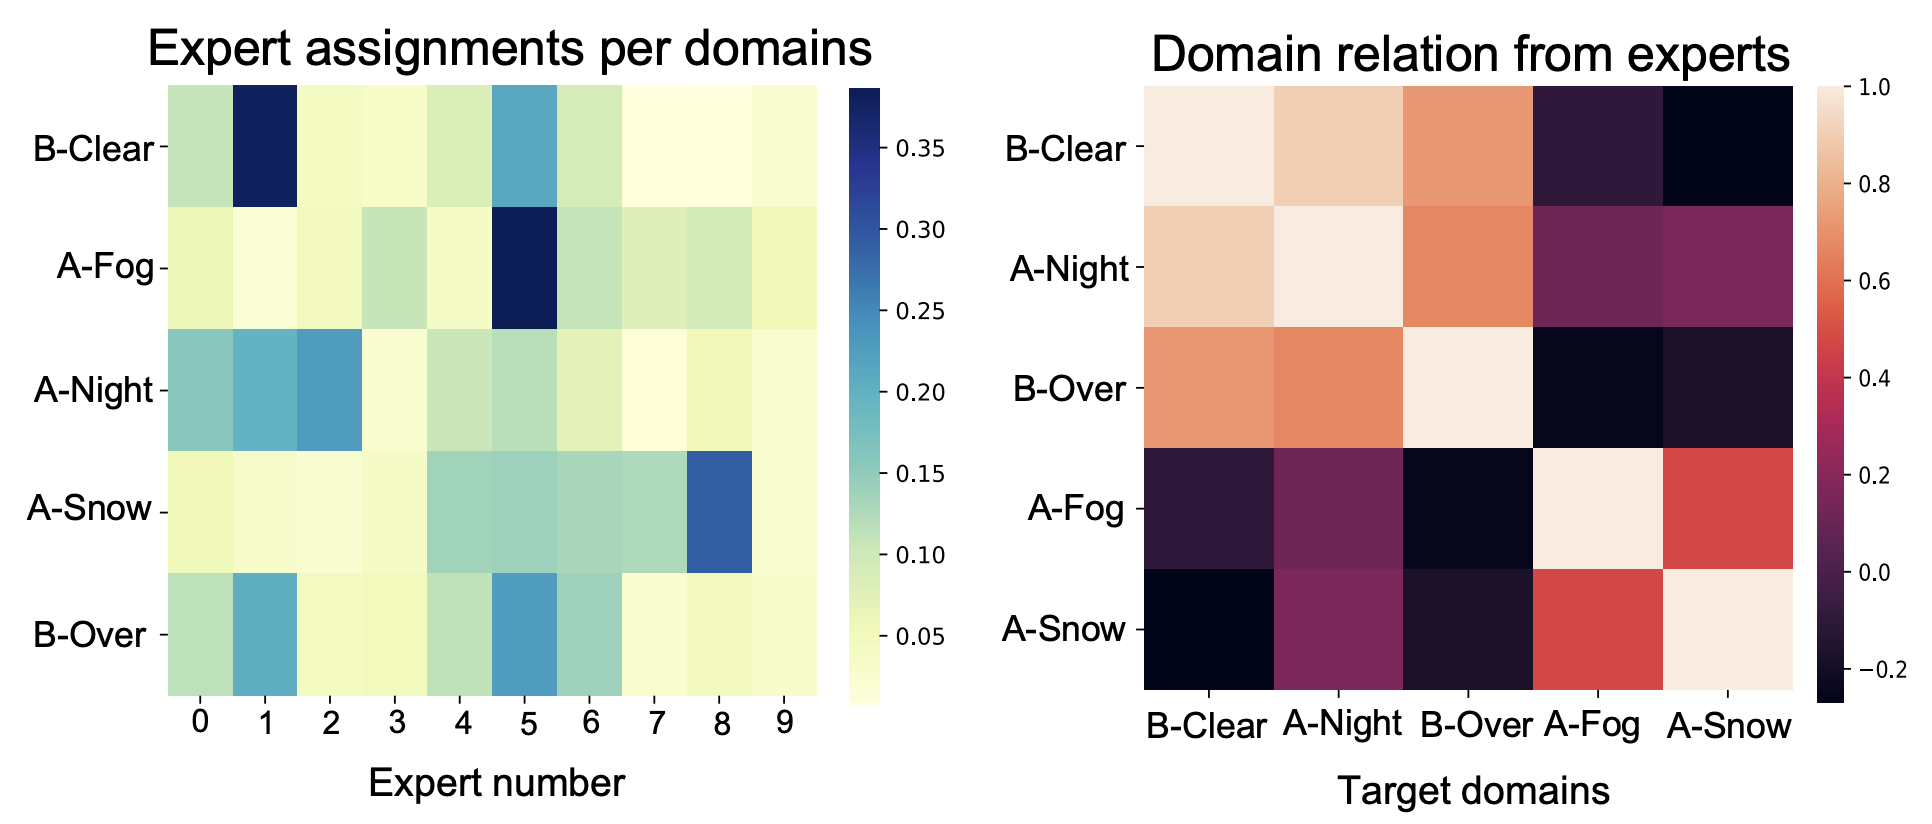 Expert assignments per domains
B-Clear
A-Fog
A-Night
A-Snow
B-Over
0 1 2 3 4 5 6 7 8 9
Expert number
0.35
0.30
0.25
0.20
0.15
0.10
0.05
Domain relation from experts
B-Clear
A-Night
B-Over
A-Fog
A-Snow
B-Clear A-Night B-Over A-Fog A-Snow
Target domains
1.0
0.8
0.6
0.4
0.2
0.0
−0.2